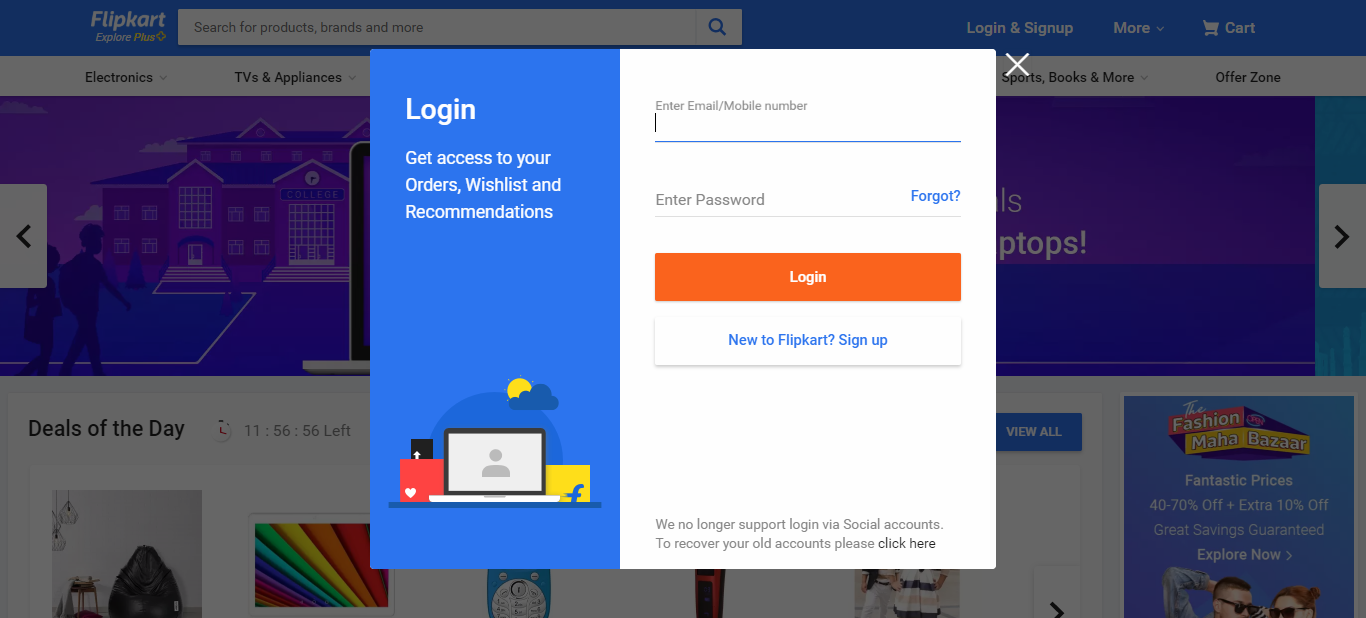 Flipkart
Explore Plus
Search for products, brands and more
Login & Signup
More
Cart
Electronics
TVs & Appliances
Sports, Books & More
Offer Zone
Login
Get access to your
Orders, Wishlist and
Recommendations
Enter Email/Mobile number
Enter Password
Forgot?
Login
New to Flipkart? Sign up
We no longer support login via Social accounts.
To recover your old accounts please click here
COLLEGE
ptops!
Deals of the Day
11 : 56 : 56 Left
VIEW ALL
The
Fashion
Maha Bazaar
Fantastic Prices
40-70% Off + Extra 10% Off
Great Savings Guaranteed
Explore Now